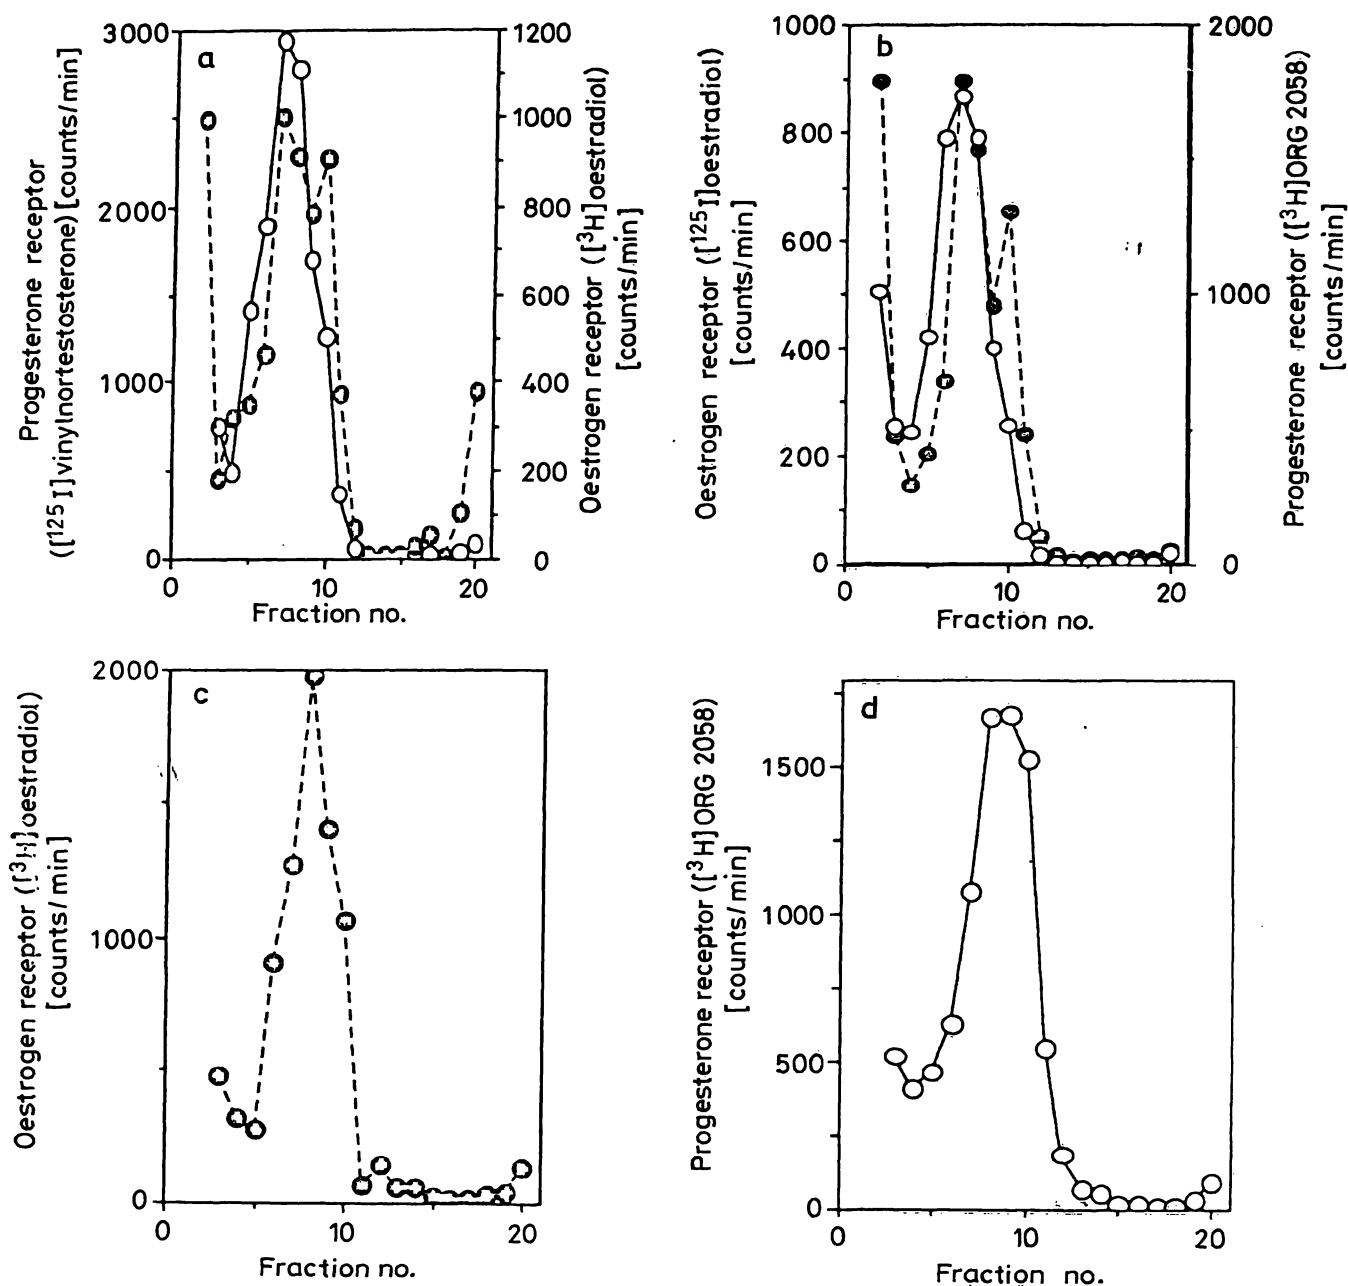 a
3000
2000
1000
0
Progesterone receptor
([¹²⁵I]vinylnortestosterone) [counts/min]
1200
1000
800
600
400
200
0
Oestrogen receptor ([³H]oestradiol)
[counts/min]
0
10
20
Fraction no.
b
1000
800
600
400
200
0
Oestrogen receptor ([¹²⁵I]oestradiol)
[counts/min]
2000
1000
0
Progesterone receptor ([³H]ORG 2058)
[counts/min]
0
10
20
Fraction no.
c
2000
1000
0
Oestrogen receptor ([³H]oestradiol)
[counts/min]
0
10
20
Fraction no.
d
1500
1000
500
0
Progesterone receptor ([³H]ORG 2058)
[counts/min]
0
10
20
Fraction no.